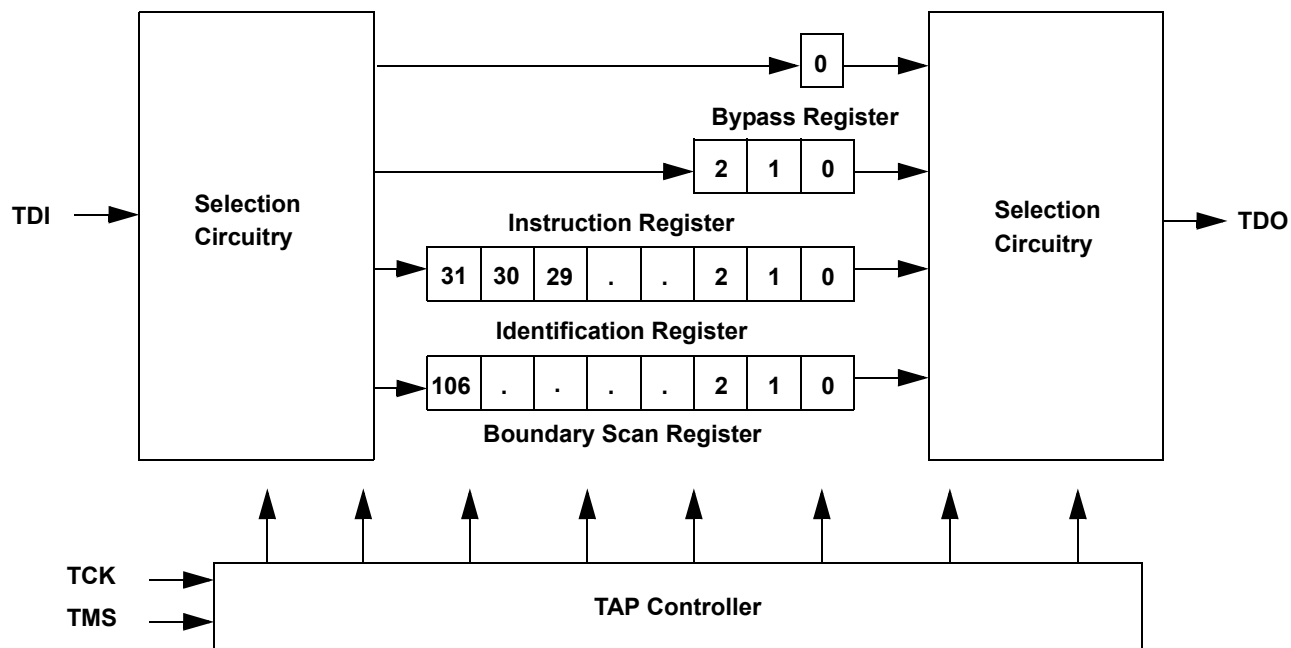 0
Bypass Register
2 1 0
TDI
Selection
Circuitry
Instruction Register
31 30 29 . . 2 1 0
Selection
Circuitry
TDO
Identification Register
106 . . . . 2 1 0
Boundary Scan Register
TCK
TMS
TAP Controller